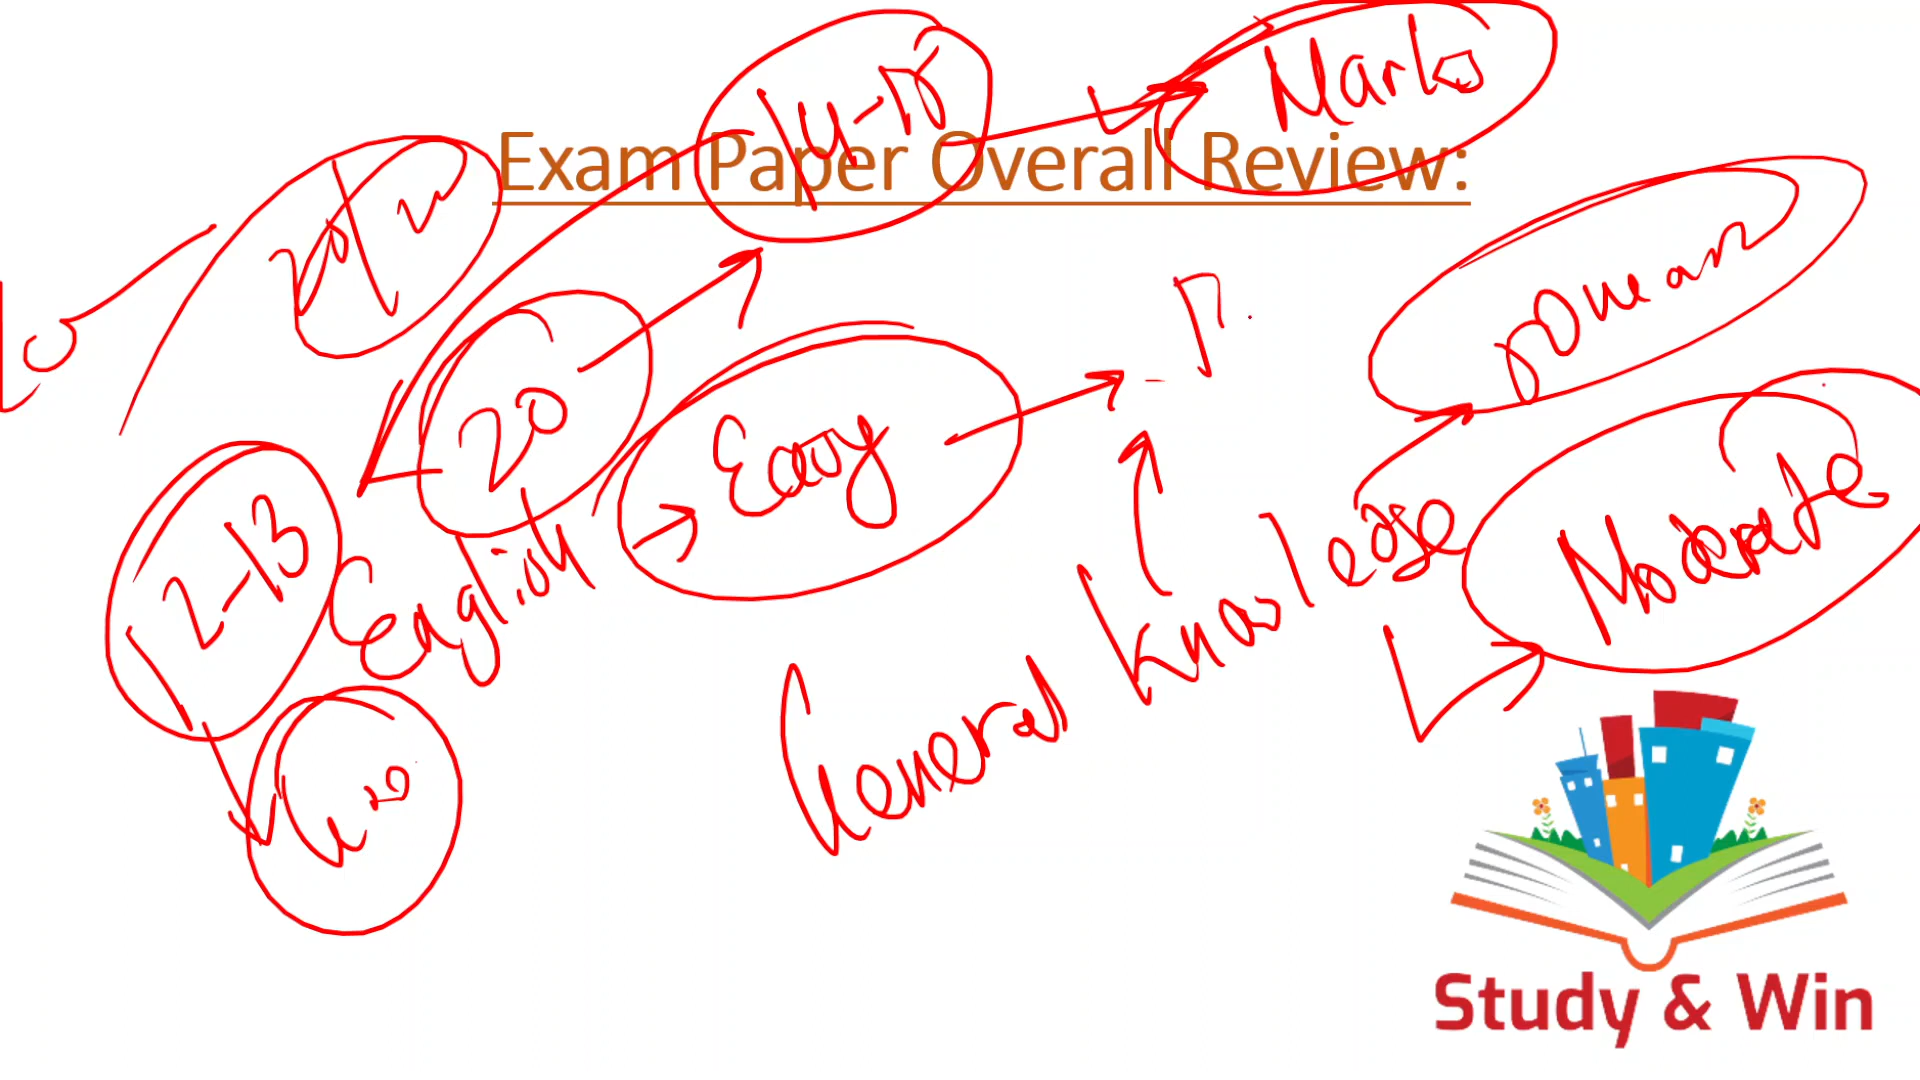 14-15
Marks
Exam Paper Overall Review:
20
Easy
12-13
English
General Knowledge
Moderate
Study & Win